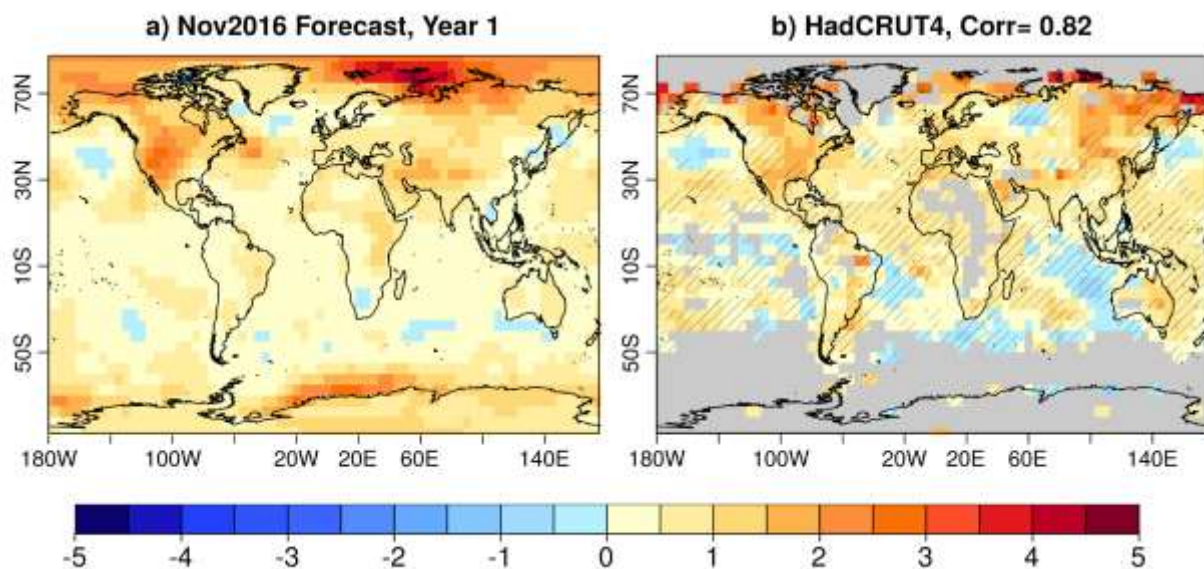 a) Nov2016 Forecast, Year 1
b) HadCRUT4, Corr= 0.82
70N
30N
10S
50S
180W 100W 20W 20E 60E 140E
70N
30N
10S
50S
180W 100W 20W 20E 60E 140E
-5 -4 -3 -2 -1 0 1 2 3 4 5